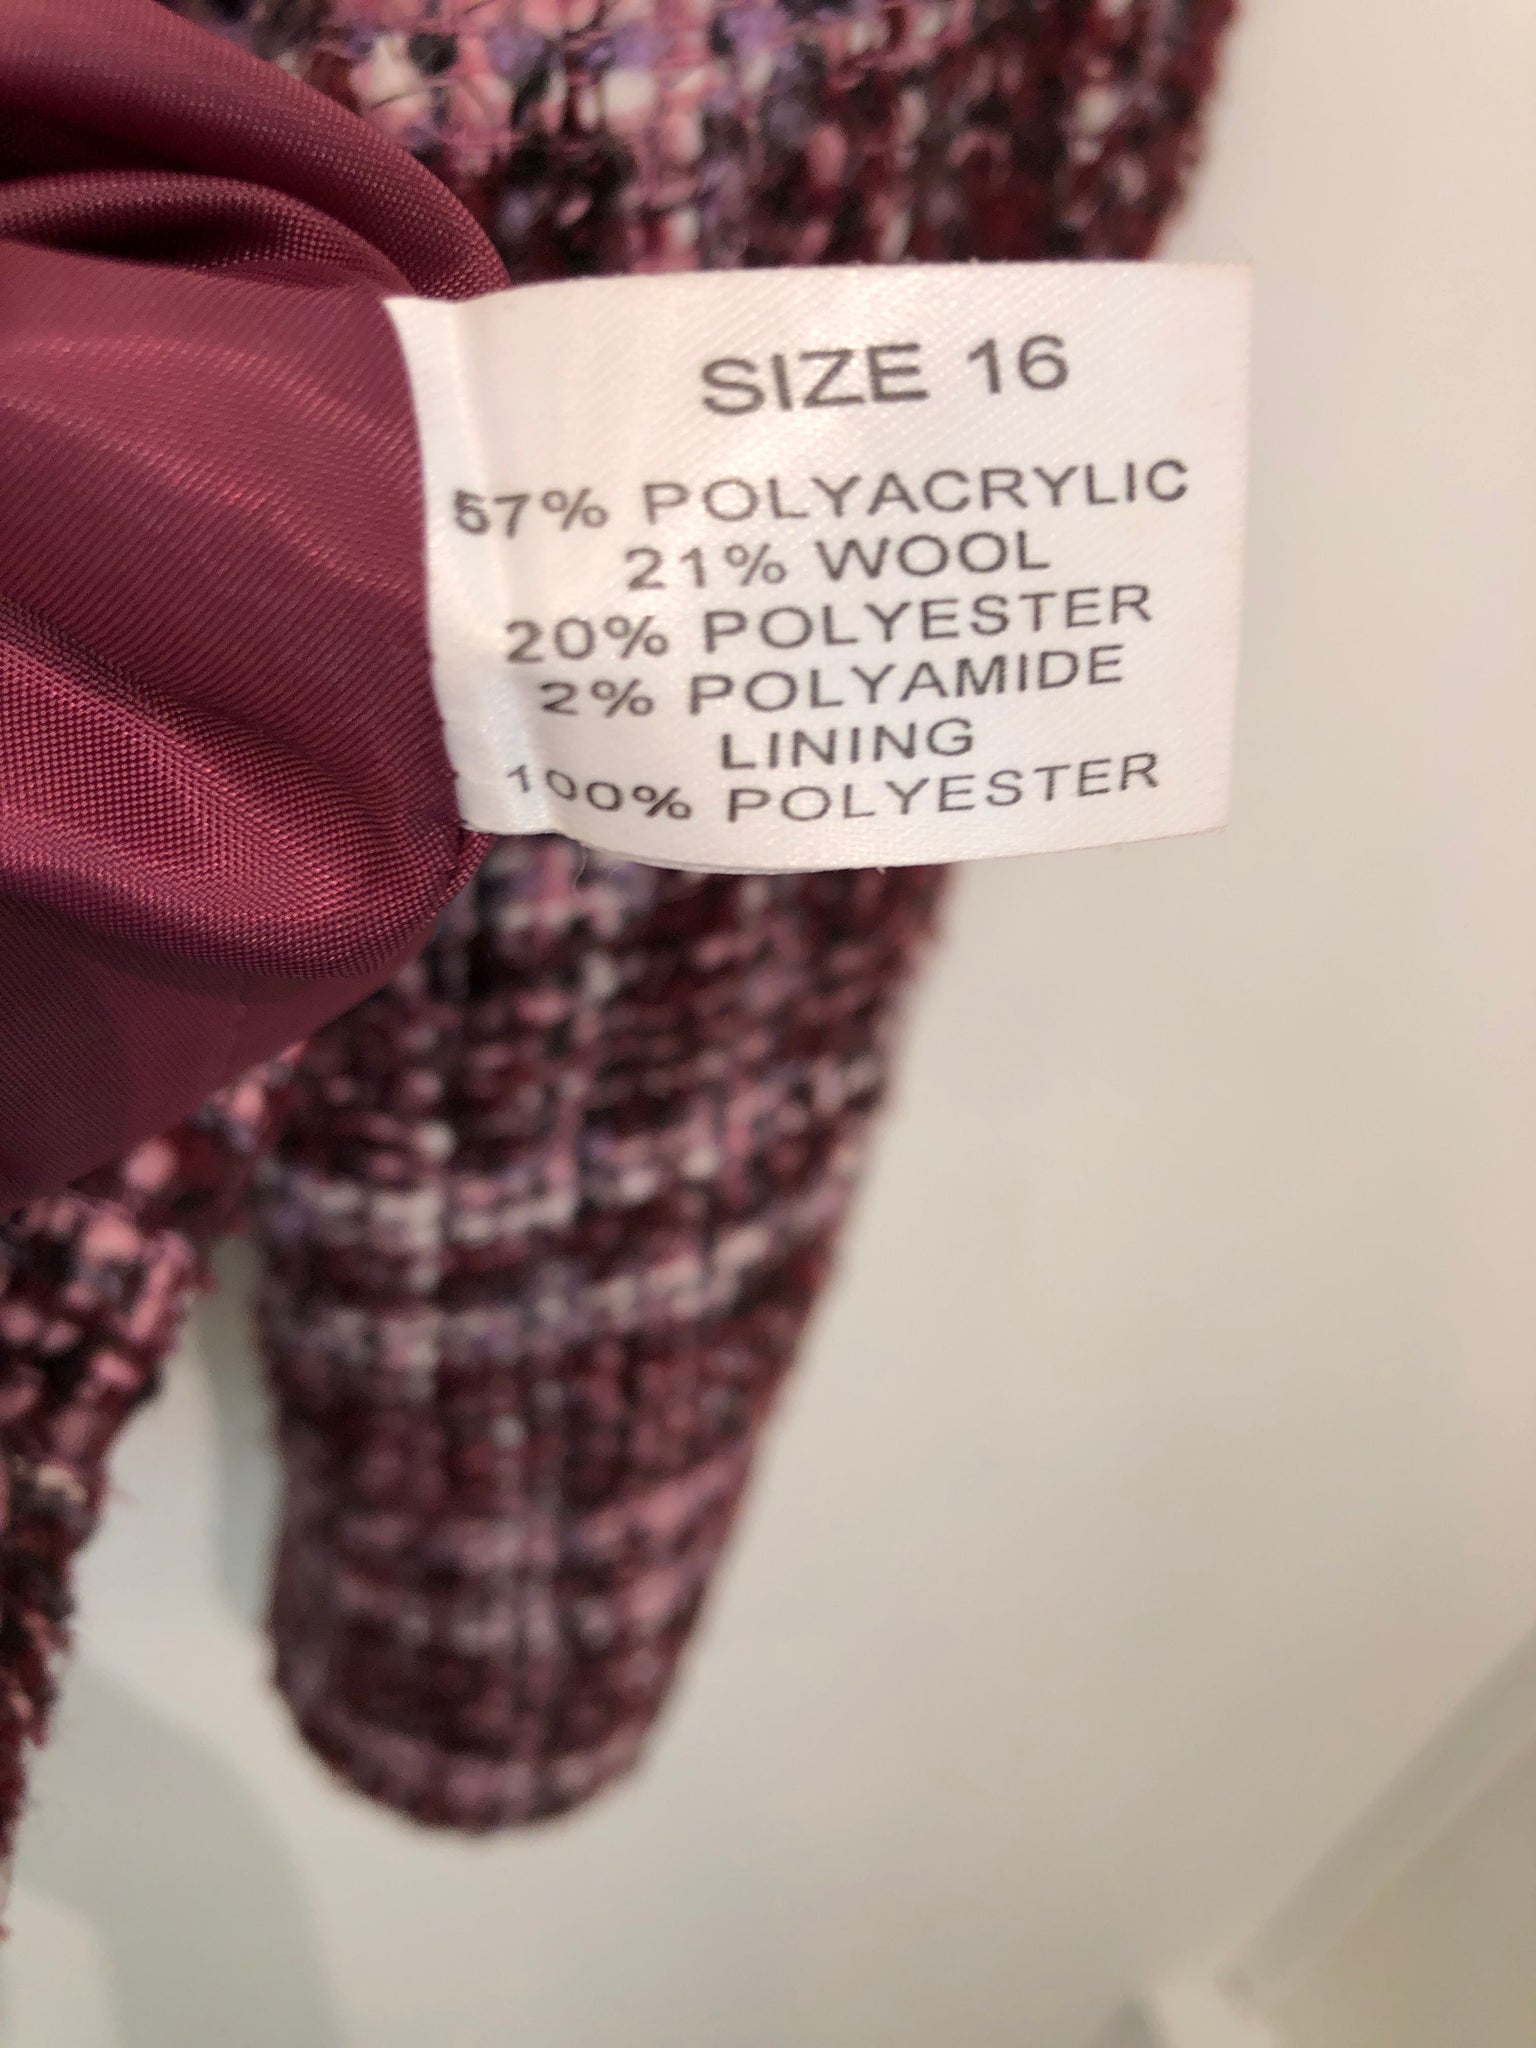 SIZE 16
57% POLYACRYLIC
21% WOOL
20% POLYESTER
2% POLYAMIDE
LINING
100% POLYESTER